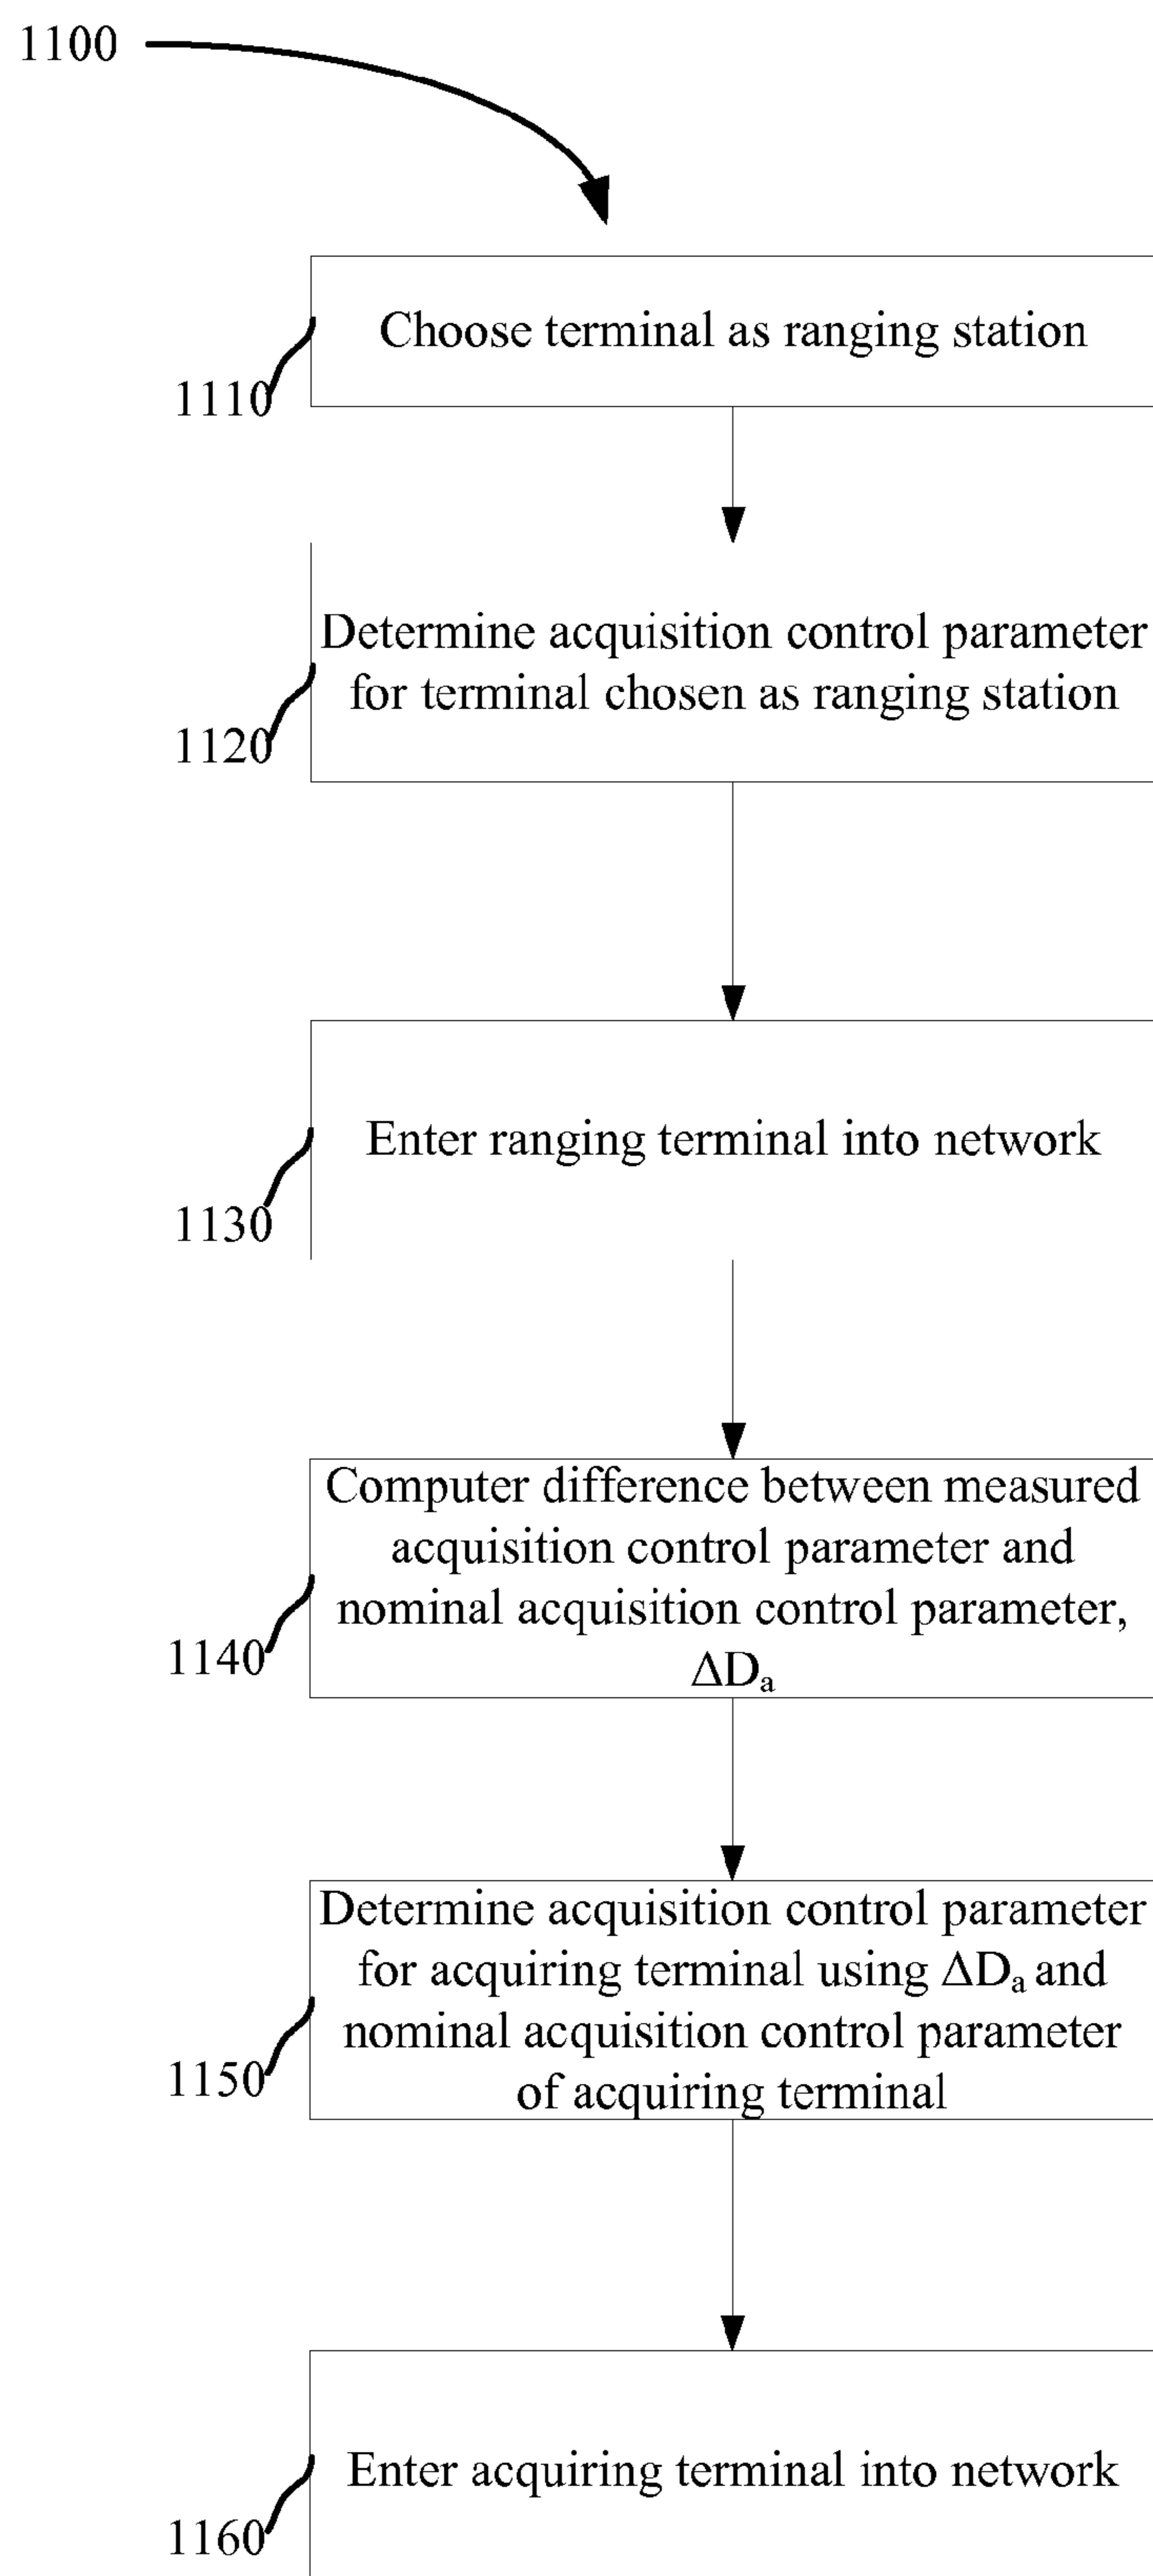 1100
Choose terminal as ranging station
1110
Determine acquisition control parameter
for terminal chosen as ranging station
1120
Enter ranging terminal into network
1130
Computer difference between measured
acquisition control parameter and
nominal acquisition control parameter,
ΔDₐ
1140
Determine acquisition control parameter
for acquiring terminal using ΔDₐ and
nominal acquisition control parameter
of acquiring terminal
1150
Enter acquiring terminal into network
1160